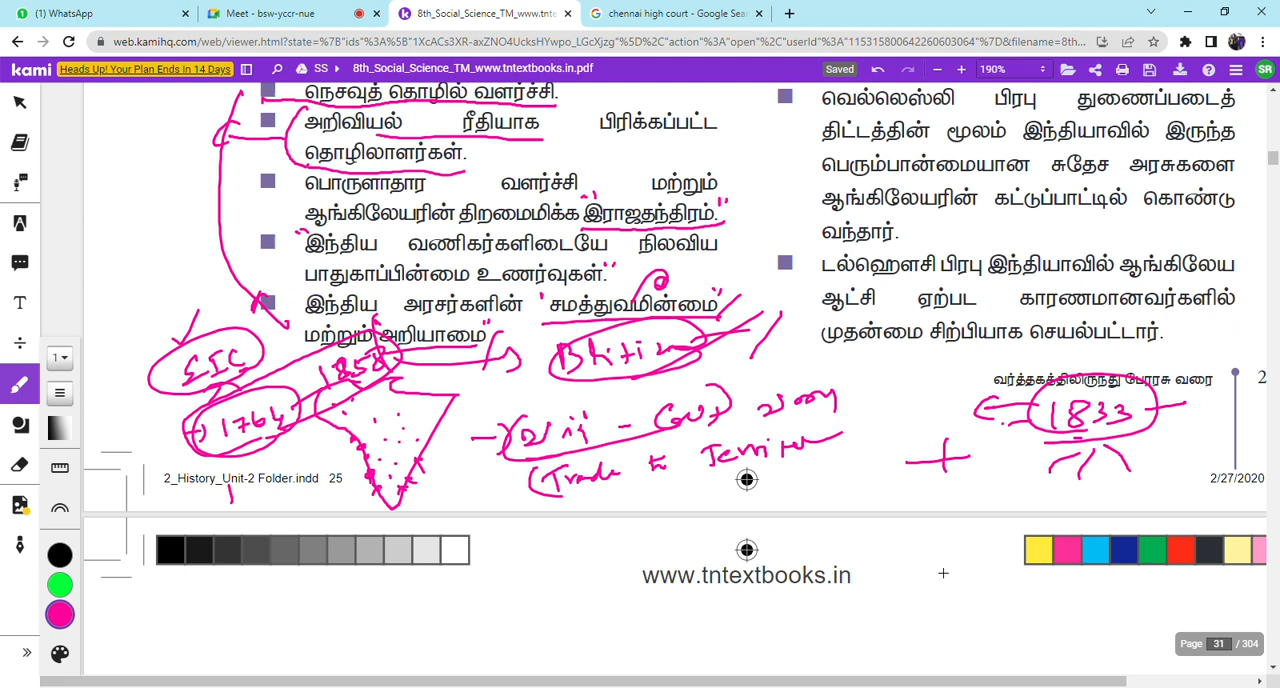 (1) WhatsApp
Meet - bsw-yccr-nue
8th_Social_Science_TM_www.tnte
chennai high court - Google Sear
web.kamihq.com/web/viewer.html?state=%7B"ids"%3A%5B"1XcACs3XR-axZNO4UcksHYwpo_LGcXjzg"%5D%2C"action"%3A"open"%2C"userId"%3A"115315800642260603064"%7D&filename=8th...
kami
Heads Up! Your Plan Ends In 14 Days
SS
8th_Social_Science_TM_www.tntextbooks.in.pdf
Saved
190%
SR
நெசவுத் தொழில் வளர்ச்சி.
அறிவியல் ரீதியாக பிரிக்கப்பட்ட
தொழிலாளர்கள்.
பொருளாதார வளர்ச்சி மற்றும்
ஆங்கிலேயரின் திறமைமிக்க இராஜதந்திரம்.
இந்திய வணிகர்களிடையே நிலவிய
பாதுகாப்பின்மை உணர்வுகள்.
இந்திய அரசர்களின் சமத்துவமின்மை
மற்றும் அறியாமை
EIC
1858
British
1764
(Trade to
வெல்லெஸ்லி பிரபு துணைப்படைத்
திட்டத்தின் மூலம் இந்தியாவில் இருந்த
பெரும்பான்மையான சுதேச அரசுகளை
ஆங்கிலேயரின் கட்டுப்பாட்டில் கொண்டு
வந்தார்.
டல்ஹௌசி பிரபு இந்தியாவில் ஆங்கிலேய
ஆட்சி ஏற்பட காரணமானவர்களில்
முதன்மை சிற்பியாக செயல்பட்டார்.
வர்த்தகத்திலிருந்து பேரரசு வரை
2
1833
2_History_Unit-2 Folder.indd 25
2/27/2020
www.tntextbooks.in
1
Page 31 / 304